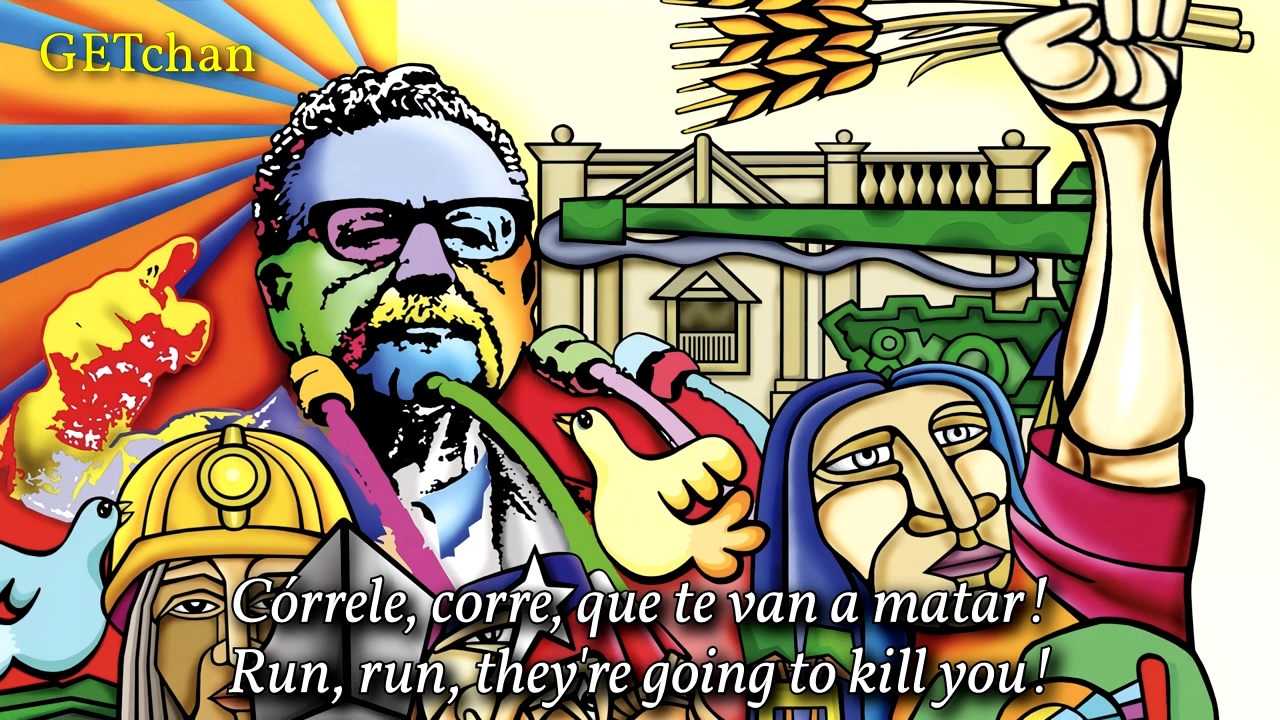 GETchan
Córrele, corre, que te van a matar!
Run, run, they're going to kill you!